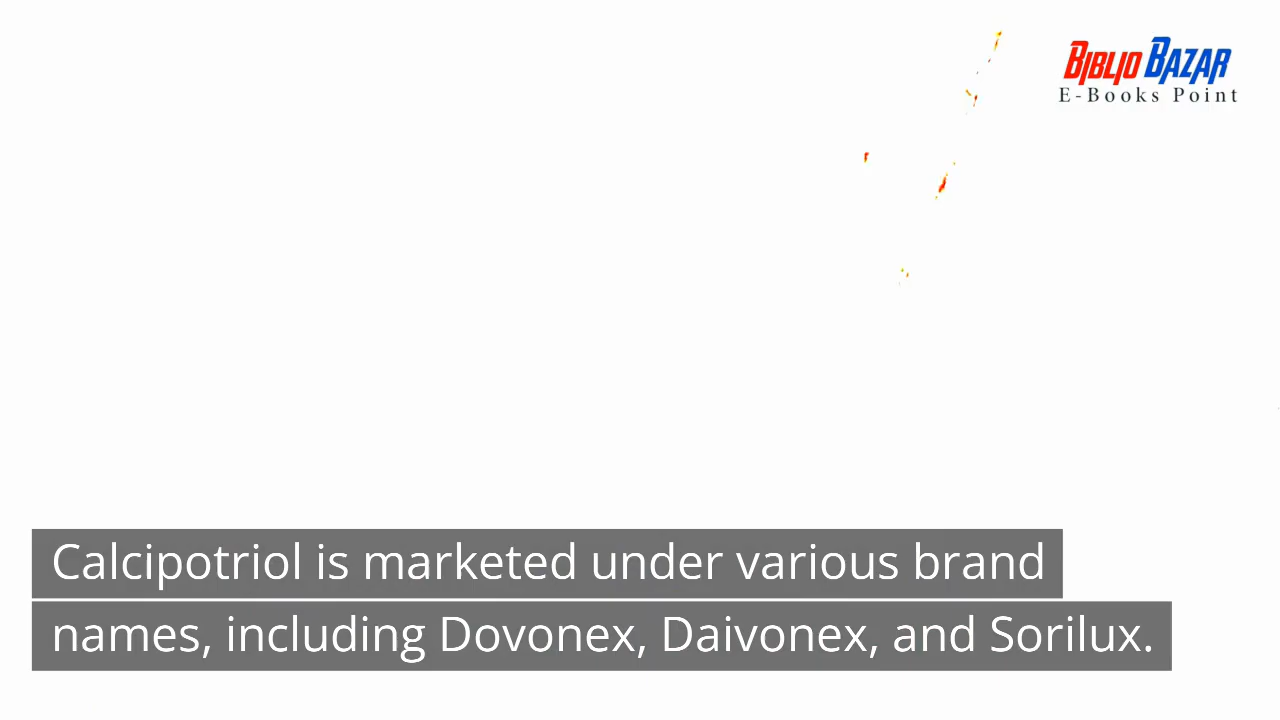 BIBLIO BAZAR
E-Books Point
Calcipotriol is marketed under various brand
names, including Dovonex, Daivonex, and Sorilux.